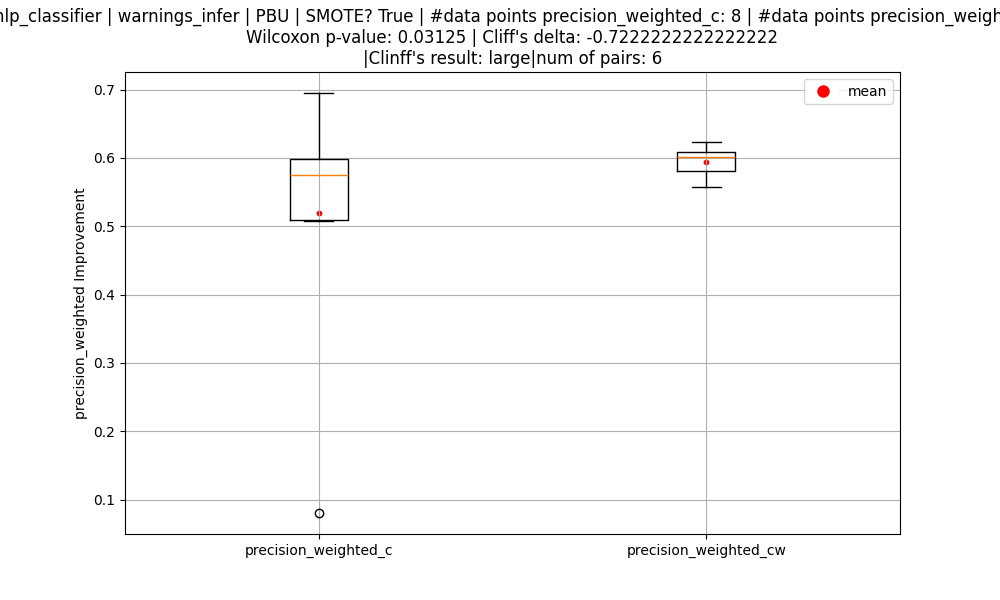 | warnings_infer | PBU | SMOTE? True | #data points precision_weighted_c: 8 | #data points
Wilcoxon p-value: 0.03125 | Cliff's delta: -0.7222222222222222
|Clinff's result: large|num of pairs: 6
mean
0.7
0.6
0.5
0.4
0.3
0.2
0.1
precision_weighted Improvement
precision_weighted_c
precision_weighted_cw